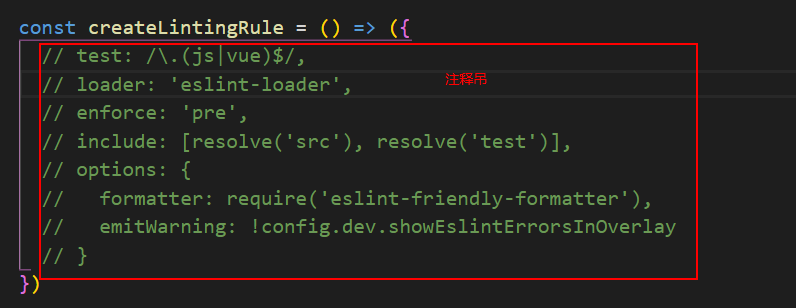 const createLintingRule = () => ({
// test: /\.(js|vue)$/,
// loader: 'eslint-loader',
注释吊
// enforce: 'pre',
// include: [resolve('src'), resolve('test')],
// options: {
//   formatter: require('eslint-friendly-formatter'),
//   emitWarning: !config.dev.showEslintErrorsInOverlay
// }
})